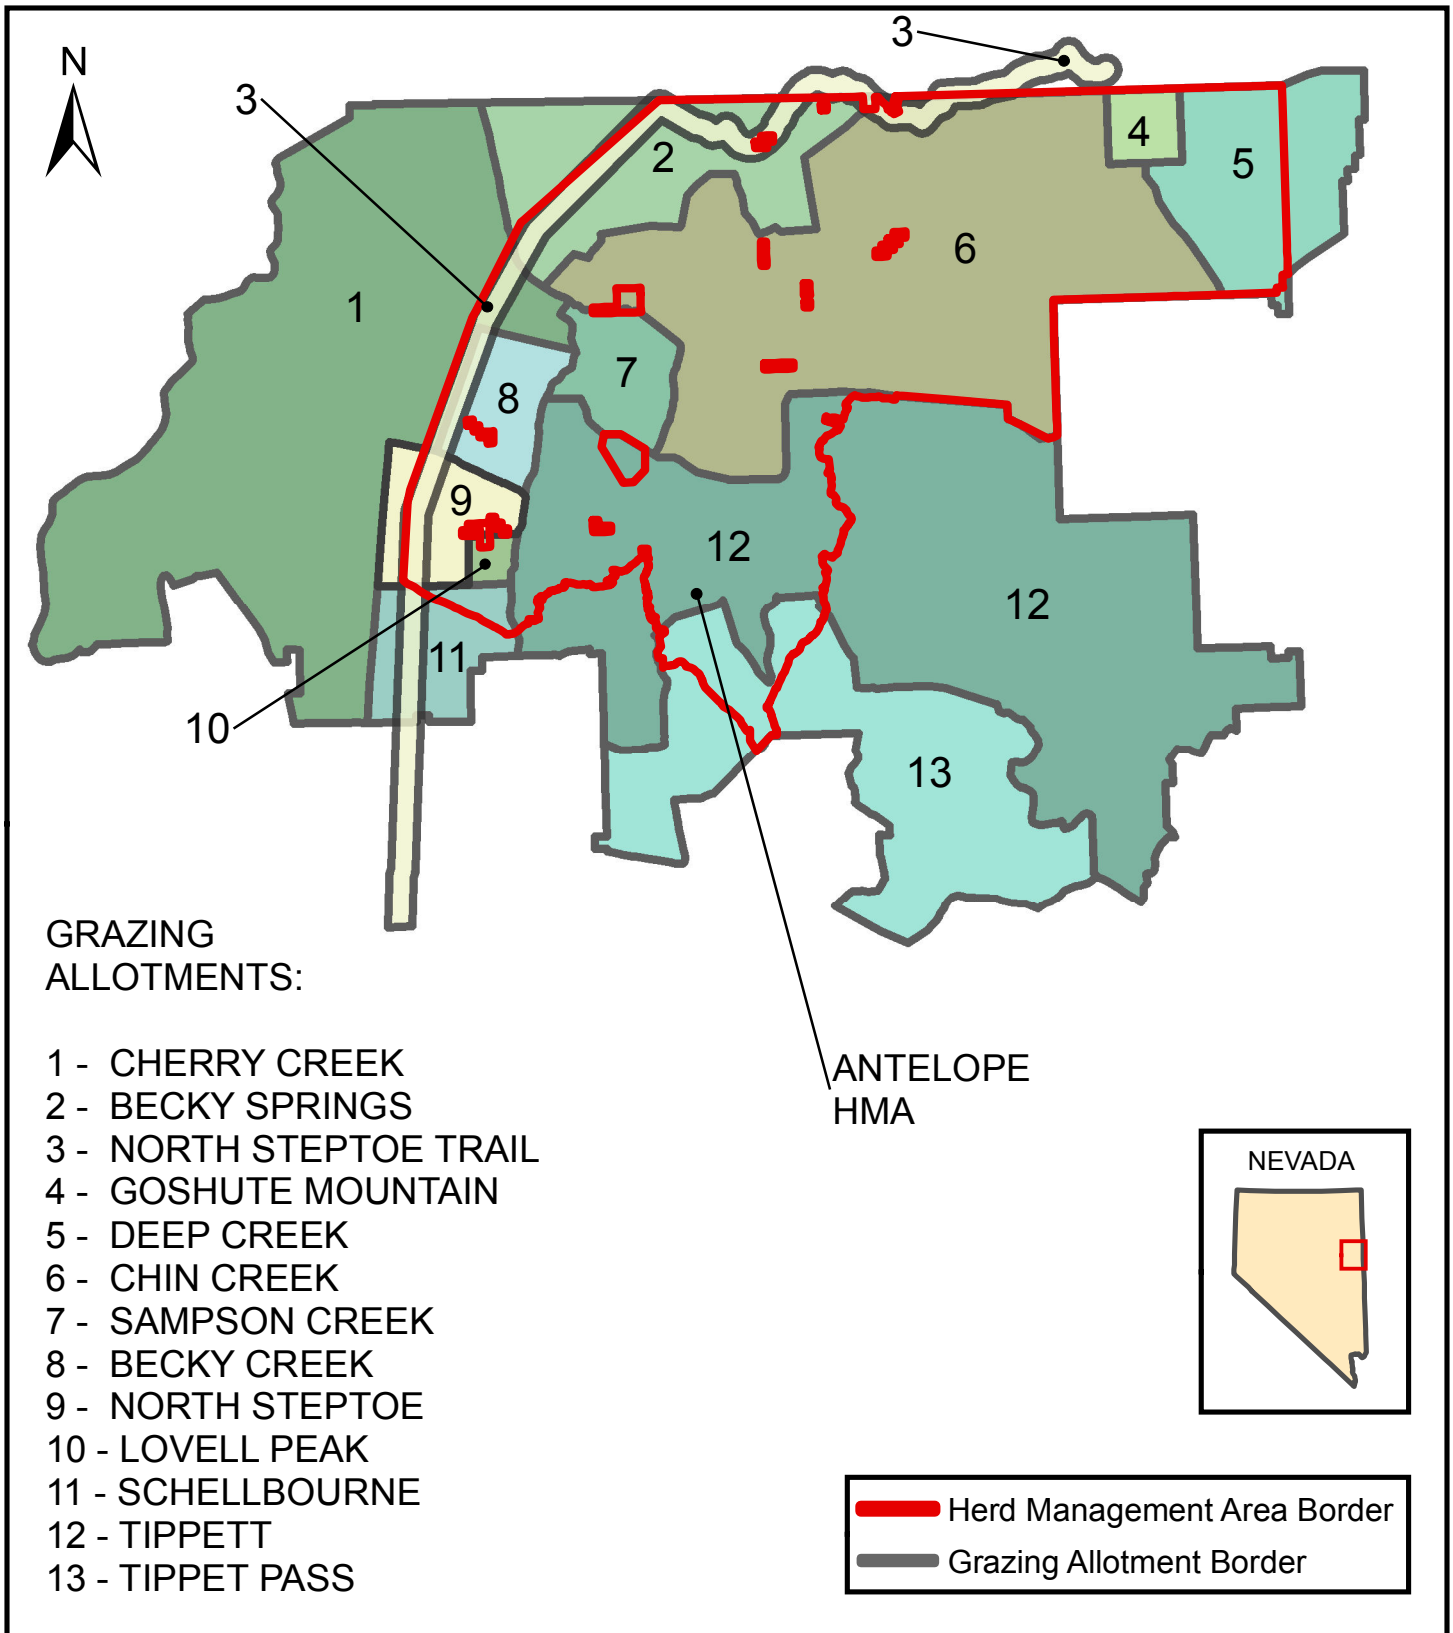 3
N
3
2
4
5
6
1
7
8
9
12
12
11
10
13
GRAZING
ALLOTMENTS:
1 - CHERRY CREEK
2 - BECKY SPRINGS
3 - NORTH STEPTOE TRAIL
4 - GOSHUTE MOUNTAIN
5 - DEEP CREEK
6 - CHIN CREEK
7 - SAMPSON CREEK
8 - BECKY CREEK
9 - NORTH STEPTOE
10 - LOVELL PEAK
11 - SCHELLBOURNE
12 - TIPPETT
13 - TIPPET PASS
ANTELOPE
HMA
NEVADA
Herd Management Area Border
Grazing Allotment Border